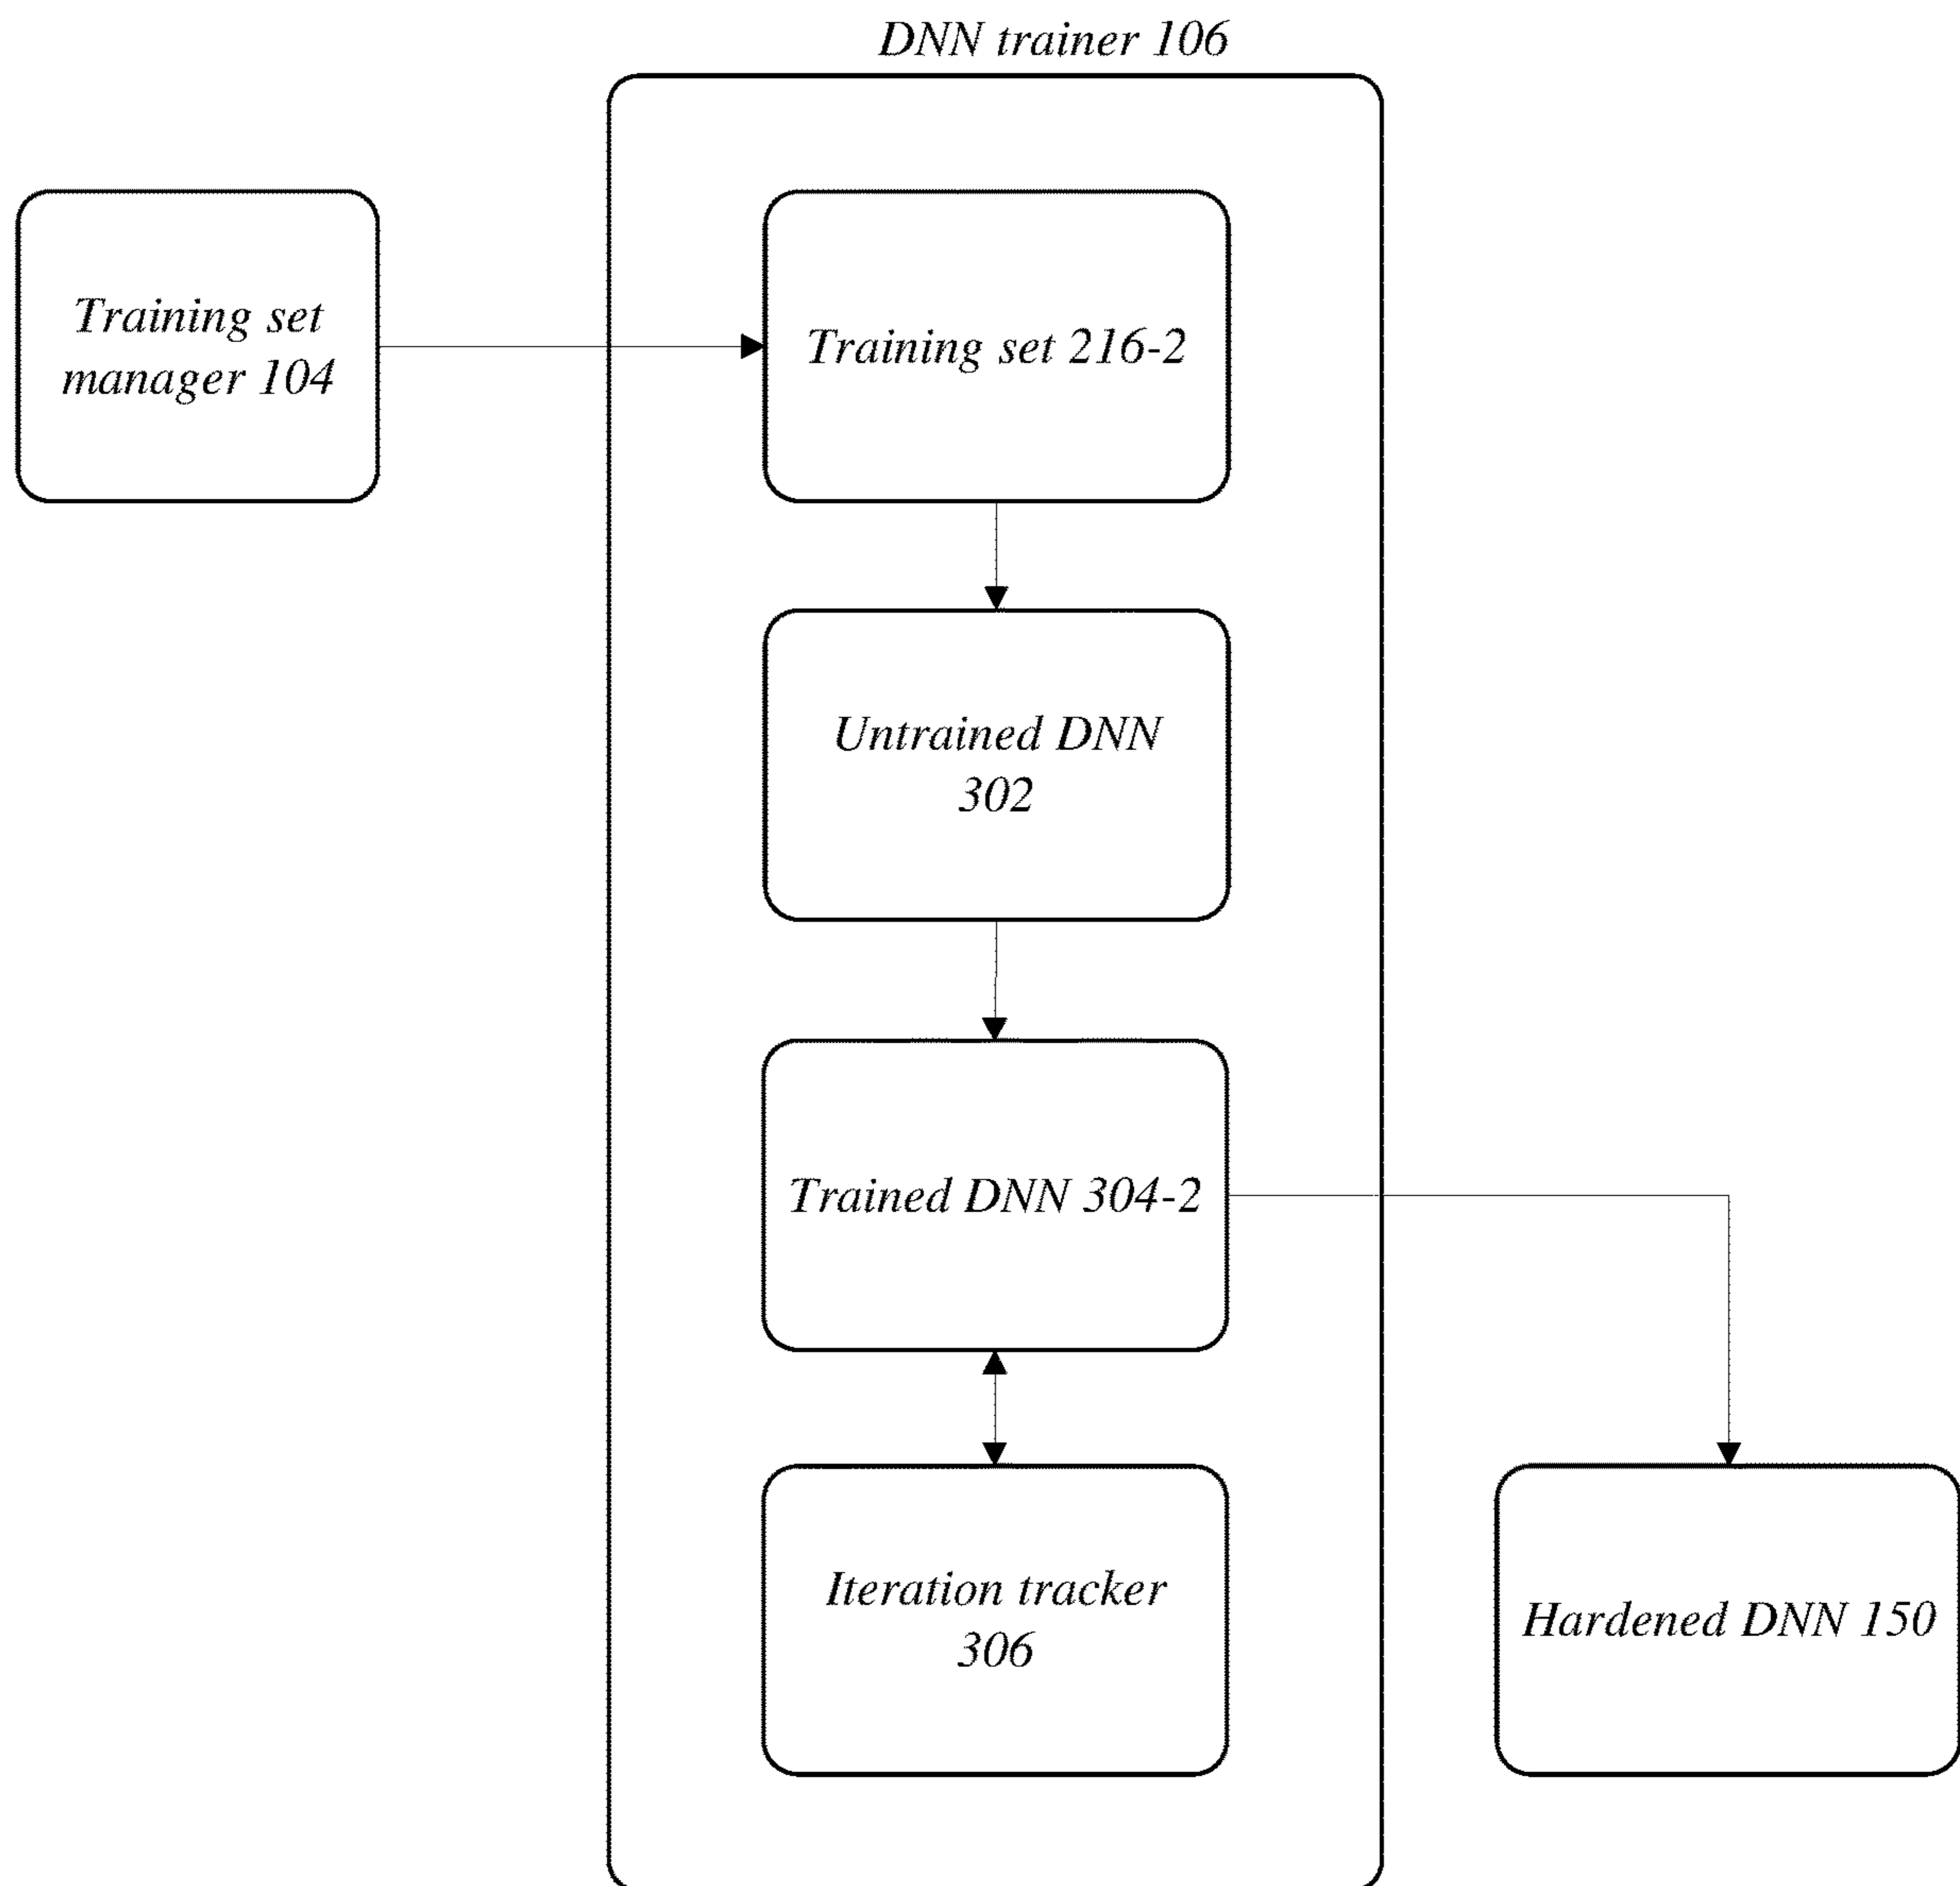 DNN trainer 106
Training set
manager 104
Training set 216-2
Untrained DNN
302
Trained DNN 304-2
Iteration tracker
306
Hardened DNN 150